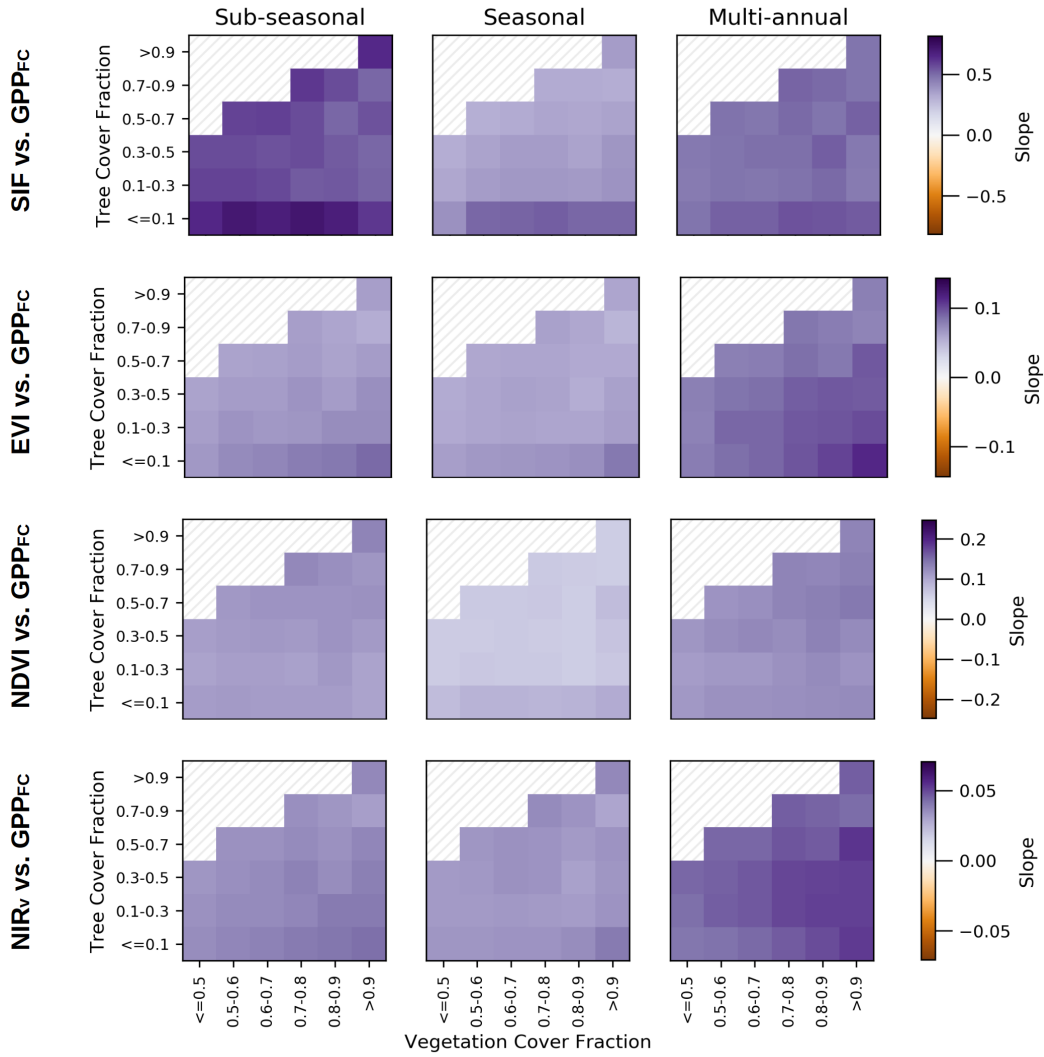 Sub-seasonal Seasonal Multi-annual
SIF vs. GPPFC
Tree Cover Fraction
>0.9
0.7-0.9
0.5-0.7
0.3-0.5
0.1-0.3
<=0.1
0.5
0.0
−0.5
Slope
EVI vs. GPPFC
Tree Cover Fraction
>0.9
0.7-0.9
0.5-0.7
0.3-0.5
0.1-0.3
<=0.1
0.1
0.0
−0.1
Slope
NDVI vs. GPPFC
Tree Cover Fraction
>0.9
0.7-0.9
0.5-0.7
0.3-0.5
0.1-0.3
<=0.1
0.2
0.1
0.0
−0.1
−0.2
Slope
NIRv vs. GPPFC
Tree Cover Fraction
>0.9
0.7-0.9
0.5-0.7
0.3-0.5
0.1-0.3
<=0.1
0.05
0.00
−0.05
Slope
<=0.5 0.5-0.6 0.6-0.7 0.7-0.8 0.8-0.9 >0.9 <=0.5 0.5-0.6 0.6-0.7 0.7-0.8 0.8-0.9 >0.9 <=0.5 0.5-0.6 0.6-0.7 0.7-0.8 0.8-0.9 >0.9
Vegetation Cover Fraction